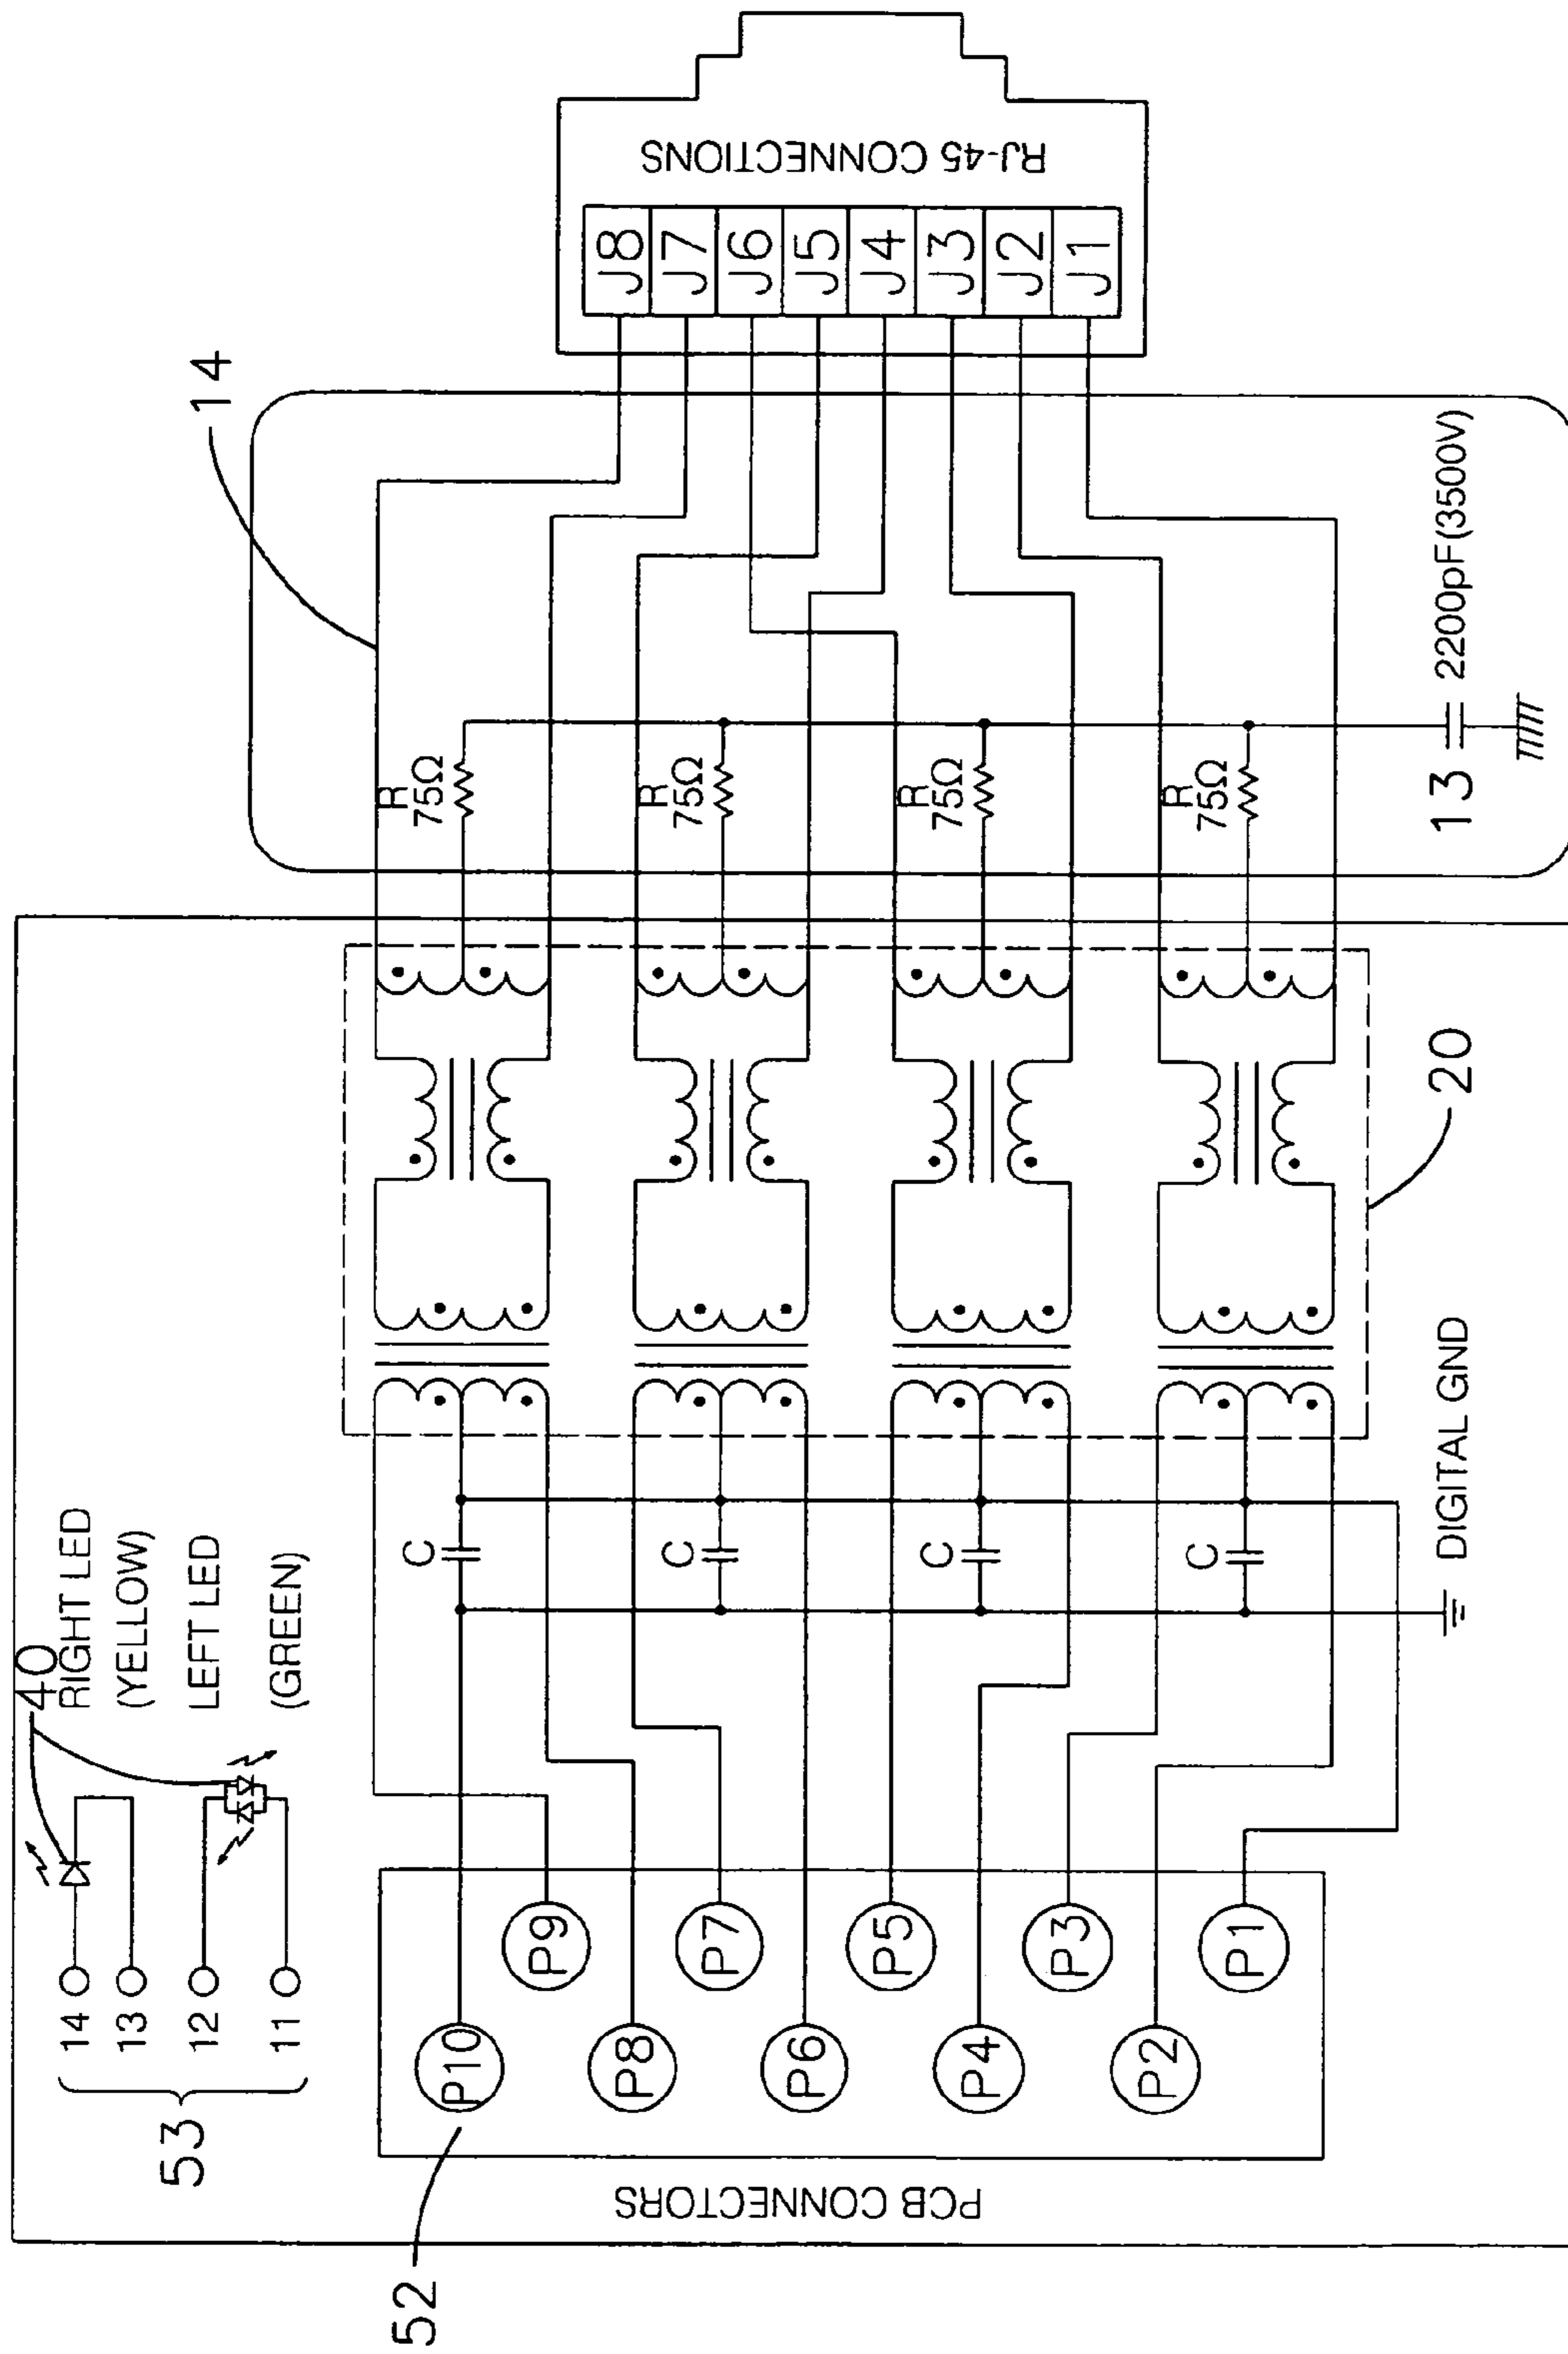 14
RJ-45 CONNECTIONS
J8
J7
J6
J5
J4
J3
J2
J1
R
75Ω
R
75Ω
R
75Ω
R
75Ω
13
2200pF(3500V)
20
40
RIGHT LED
(YELLOW)
LEFT LED
(GREEN)
14
13
12
11
53
C
C
C
C
DIGITAL GND
P10
P9
P8
P7
P6
P5
P4
P3
P2
P1
PCB CONNECTORS
52